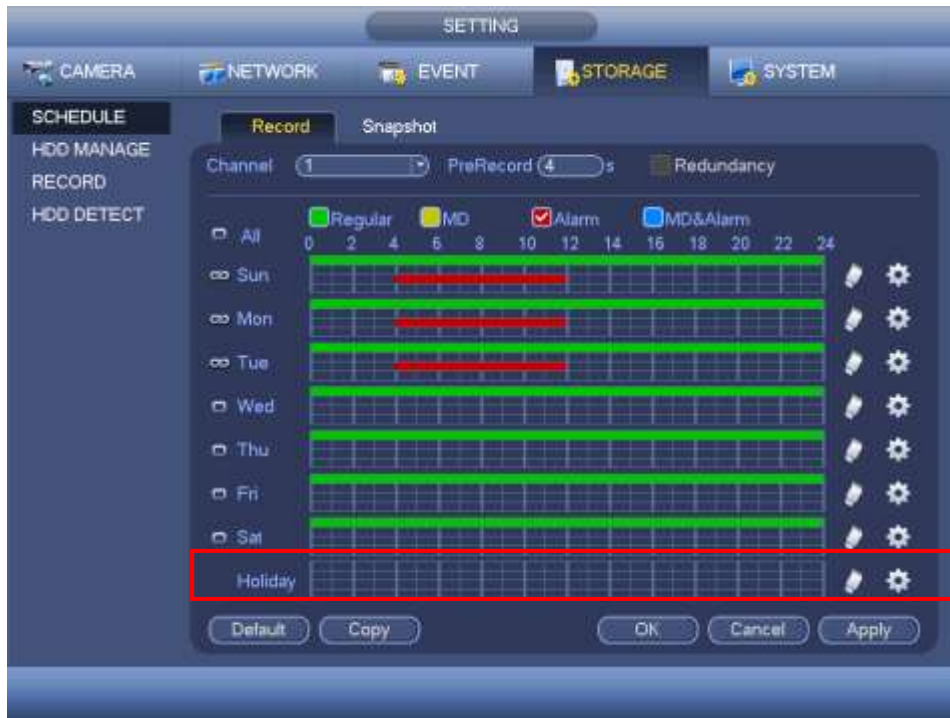 SETTING
CAMERA NETWORK EVENT STORAGE SYSTEM
SCHEDULE
HDD MANAGE
RECORD
HDD DETECT
Record Snapshot
Channel 1 PreRecord 4 s Redundancy
All Regular MD Alarm MD&Alarm
0 2 4 6 8 10 12 14 16 18 20 22 24
Sun
Mon
Tue
Wed
Thu
Fri
Sat
Holiday
Default Copy OK Cancel Apply